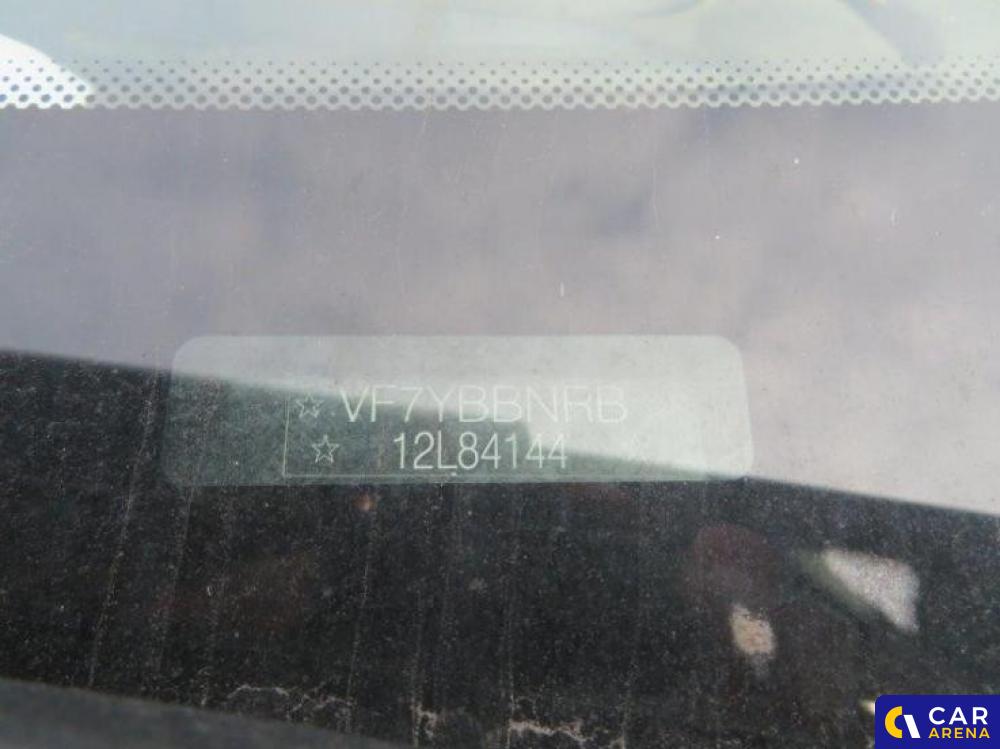 ☆ VF7YBBNRB
☆ 12L84144 ☆
CAR
ARENA